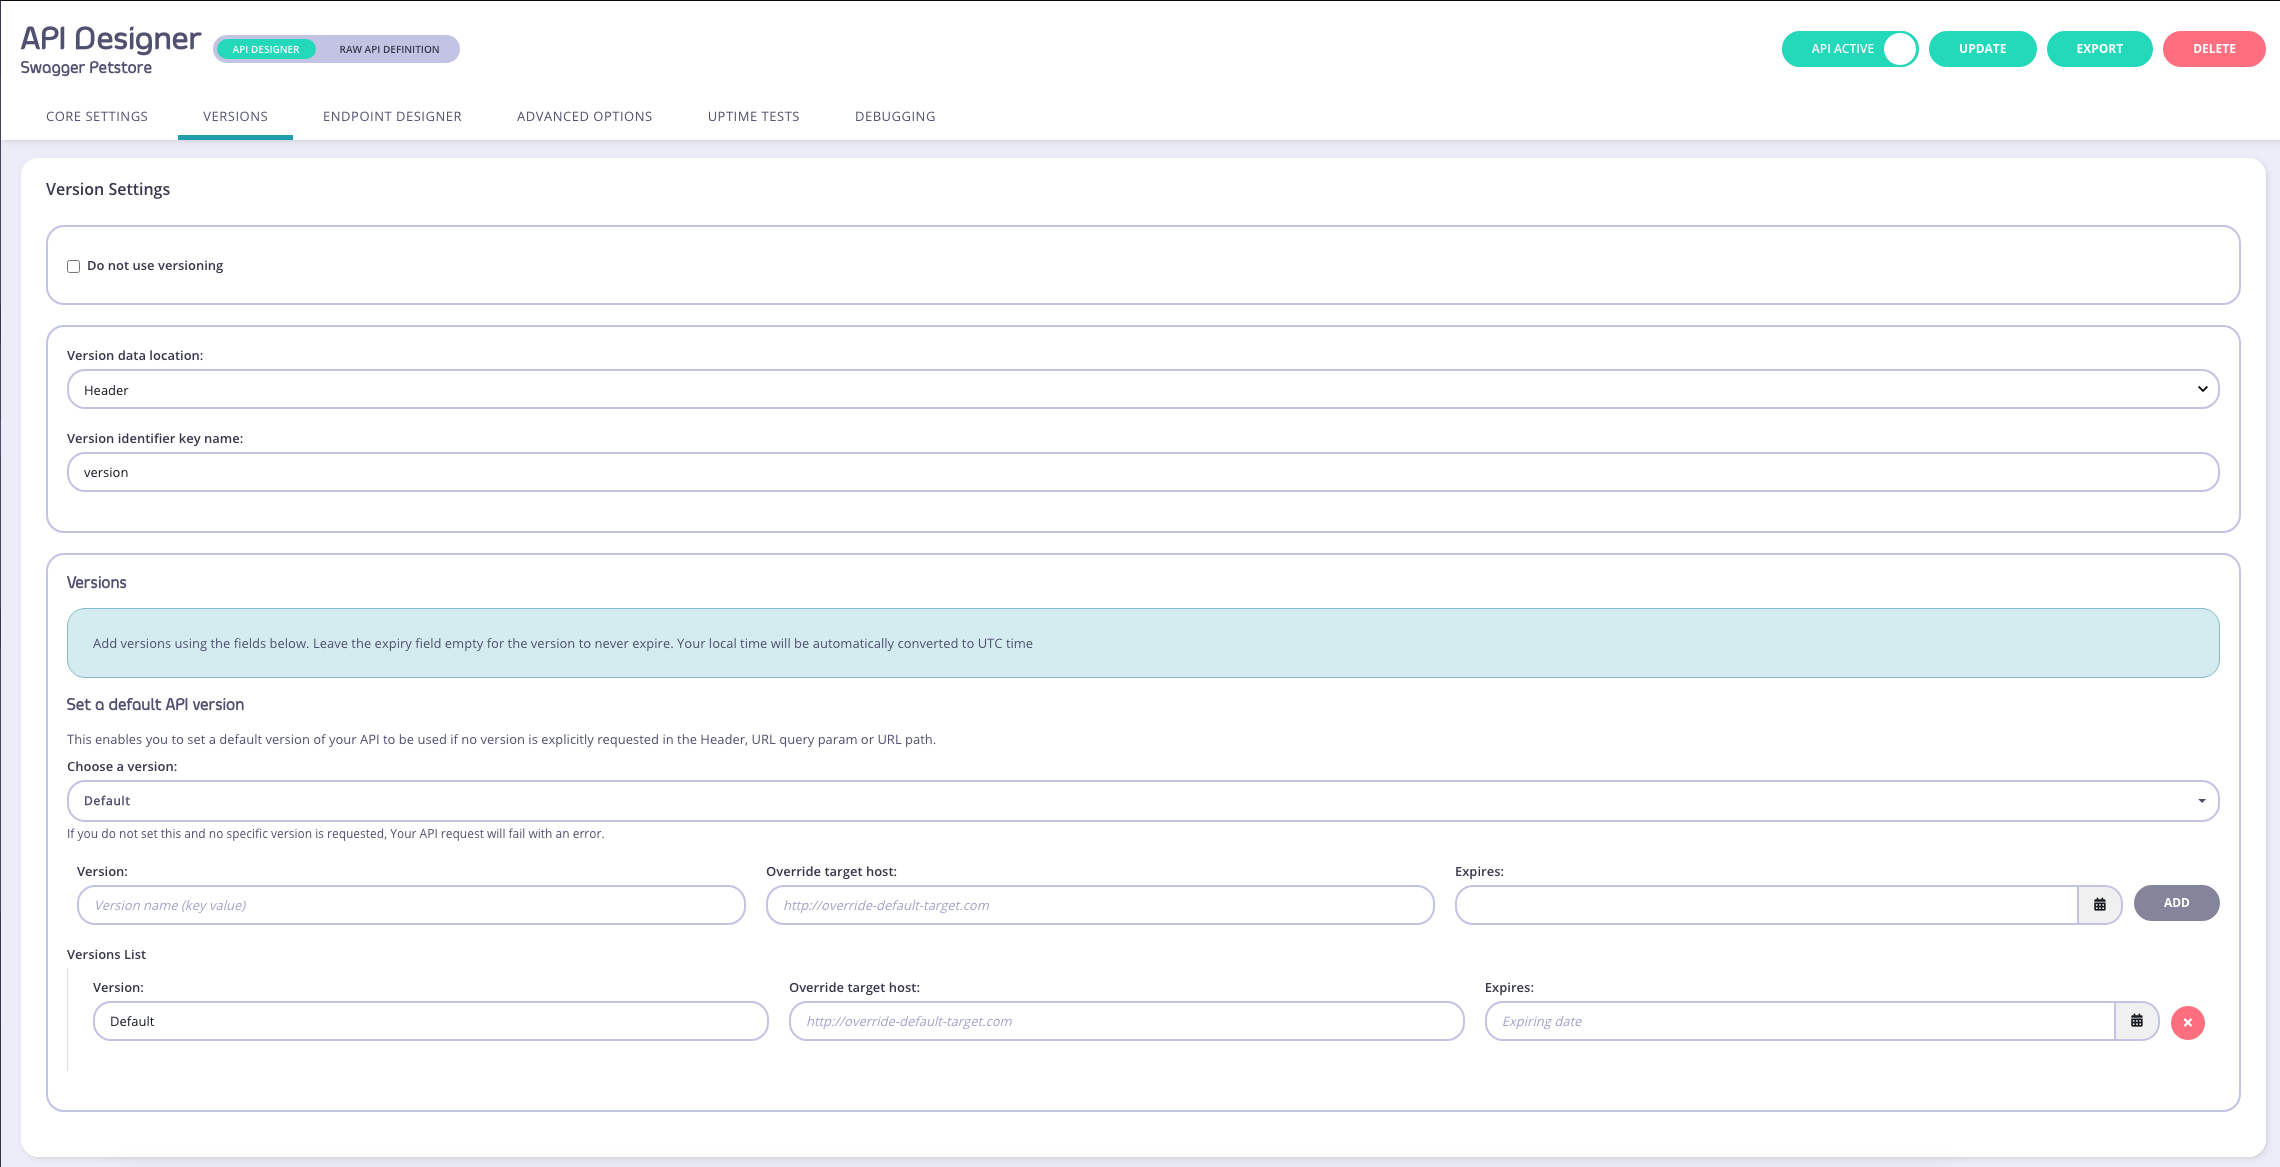 API Designer
API DESIGNER
RAW API DEFINITION
Swagger Petstore
API ACTIVE
UPDATE
EXPORT
DELETE
CORE SETTINGS
VERSIONS
ENDPOINT DESIGNER
ADVANCED OPTIONS
UPTIME TESTS
DEBUGGING
Version Settings
Do not use versioning
Version data location:
Header
Version identifier key name:
version
Versions
Add versions using the fields below. Leave the expiry field empty for the version to never expire. Your local time will be automatically converted to UTC time
Set a default API version
This enables you to set a default version of your API to be used if no version is explicitly requested in the Header, URL query param or URL path.
Choose a version:
Default
If you do not set this and no specific version is requested, Your API request will fail with an error.
Version:
Override target host:
Expires:
Version name (key value)
http://override-default-target.com
ADD
Versions List
Version:
Override target host:
Expires:
Default
http://override-default-target.com
Expiring date